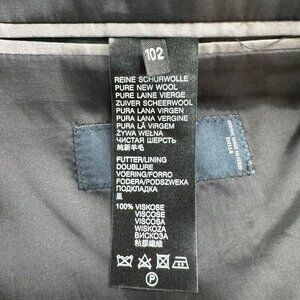 102
REINE SCHURWOLLE
PURE NEW WOOL
PURE LAINE VIERGE
ZUIVER SCHEERWOOL
PURA LANA VERGINE
PURA LANA VIRGEN
PURA LÃ VIRGEM
ŻYWA WEŁNA
ЧИСТАЯ ШЕРСТЬ
純新羊毛
FUTTER/LINING
DOUBLURE
VOERING/FORRO
FODERA/PODSZEWKA
ПОДКЛАДКА
里
100% VISKOSE
VISCOSE
VISCOSA
WISKOZA
ВИСКОЗА
粘膠纖維
P